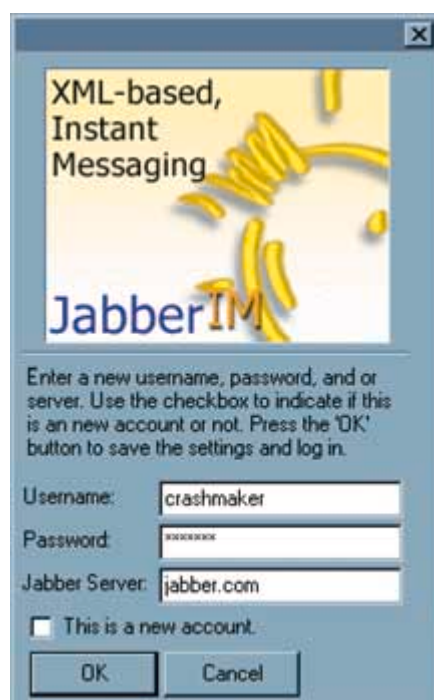 XML-based,
Instant
Messaging
JabberIM
Enter a new username, password, and or
server. Use the checkbox to indicate if this
is an new account or not. Press the 'OK'
button to save the settings and log in.
Username: crashmaker
Password: *******
Jabber Server: jabber.com
This is a new account.
OK Cancel